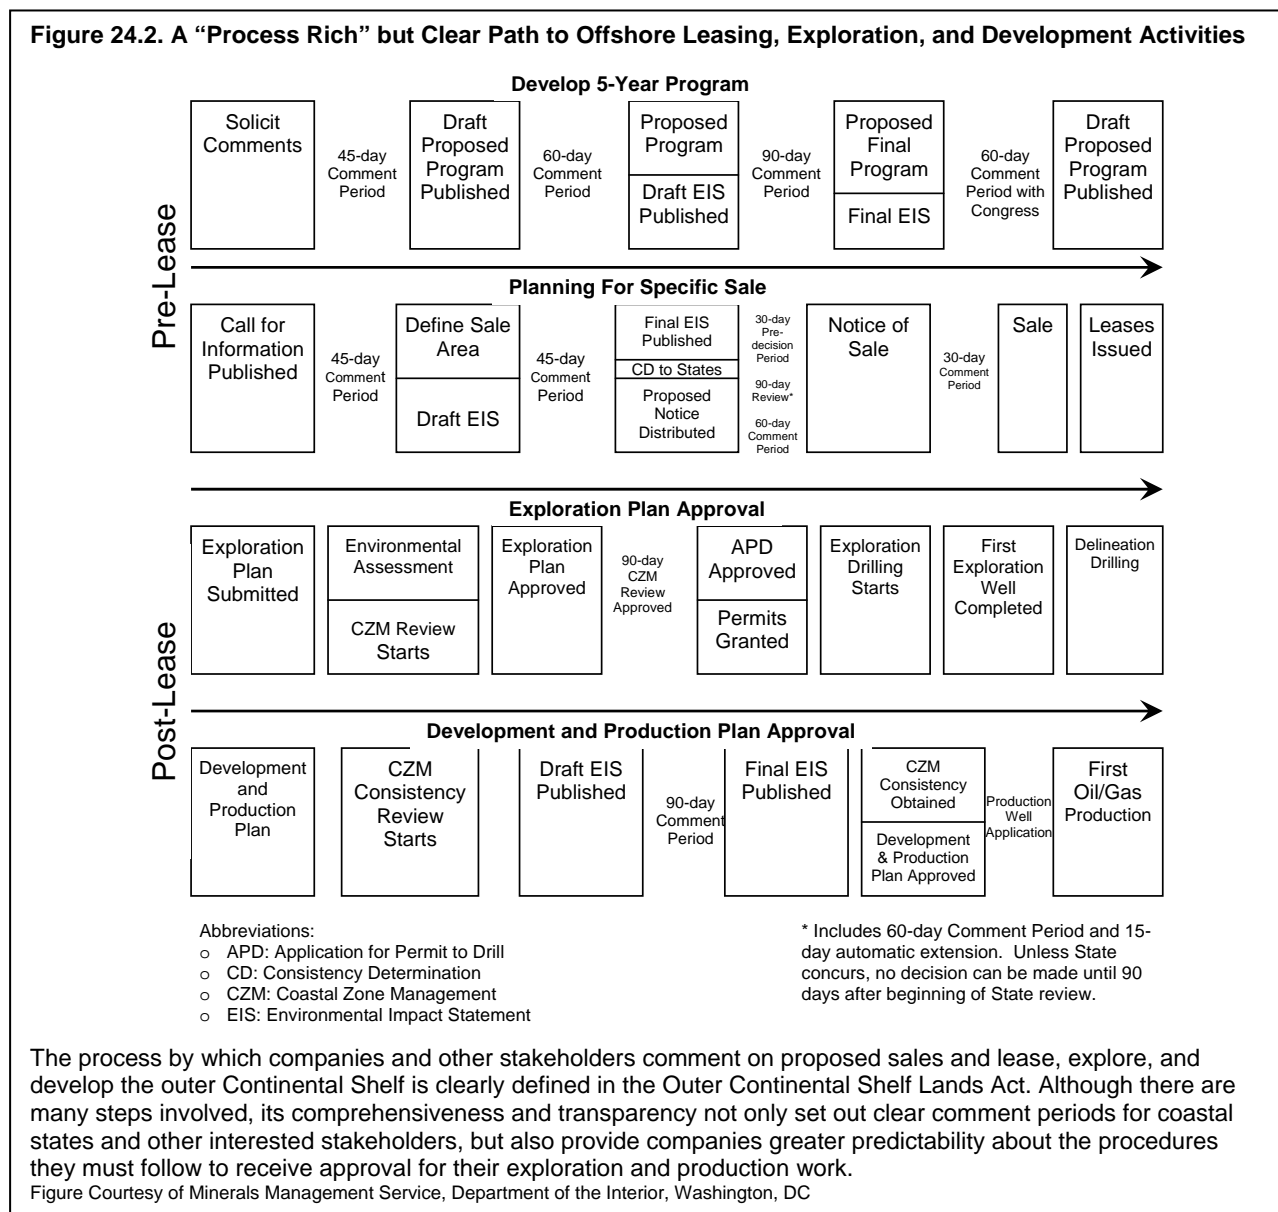 Figure 24.2. A “Process Rich” but Clear Path to Offshore Leasing, Exploration, and Development Activities
Pre-Lease
Develop 5-Year Program
Solicit
Comments
45-day
Comment
Period
Draft
Proposed
Program
Published
60-day
Comment
Period
Proposed
Program
Draft EIS
Published
90-day
Comment
Period
Proposed
Final
Program
Final EIS
60-day
Comment
Period with
Congress
Draft
Proposed
Program
Published
Planning For Specific Sale
Call for
Information
Published
45-day
Comment
Period
Define Sale
Area
Draft EIS
45-day
Comment
Period
Final EIS
Published
CD to States
Proposed
Notice
Distributed
30-day
Pre-
decision
Period
90-day
Review*
60-day
Comment
Period
Notice of
Sale
30-day
Comment
Period
Sale
Leases
Issued
Post-Lease
Exploration Plan Approval
Exploration
Plan
Submitted
Environmental
Assessment
CZM Review
Starts
Exploration
Plan
Approved
90-day
CZM
Review
Approved
APD
Approved
Permits
Granted
Exploration
Drilling
Starts
First
Exploration
Well
Completed
Delineation
Drilling
Development and Production Plan Approval
Development
and
Production
Plan
CZM
Consistency
Review
Starts
Draft EIS
Published
90-day
Comment
Period
Final EIS
Published
CZM
Consistency
Obtained
Development
& Production
Plan Approved
Production
Well
Application
First
Oil/Gas
Production
Abbreviations:
o APD: Application for Permit to Drill
o CD: Consistency Determination
o CZM: Coastal Zone Management
o EIS: Environmental Impact Statement
* Includes 60-day Comment Period and 15-
day automatic extension. Unless State
concurs, no decision can be made until 90
days after beginning of State review.
The process by which companies and other stakeholders comment on proposed sales and lease, explore, and
develop the outer Continental Shelf is clearly defined in the Outer Continental Shelf Lands Act. Although there are
many steps involved, its comprehensiveness and transparency not only set out clear comment periods for coastal
states and other interested stakeholders, but also provide companies greater predictability about the procedures
they must follow to receive approval for their exploration and production work.
Figure Courtesy of Minerals Management Service, Department of the Interior, Washington, DC